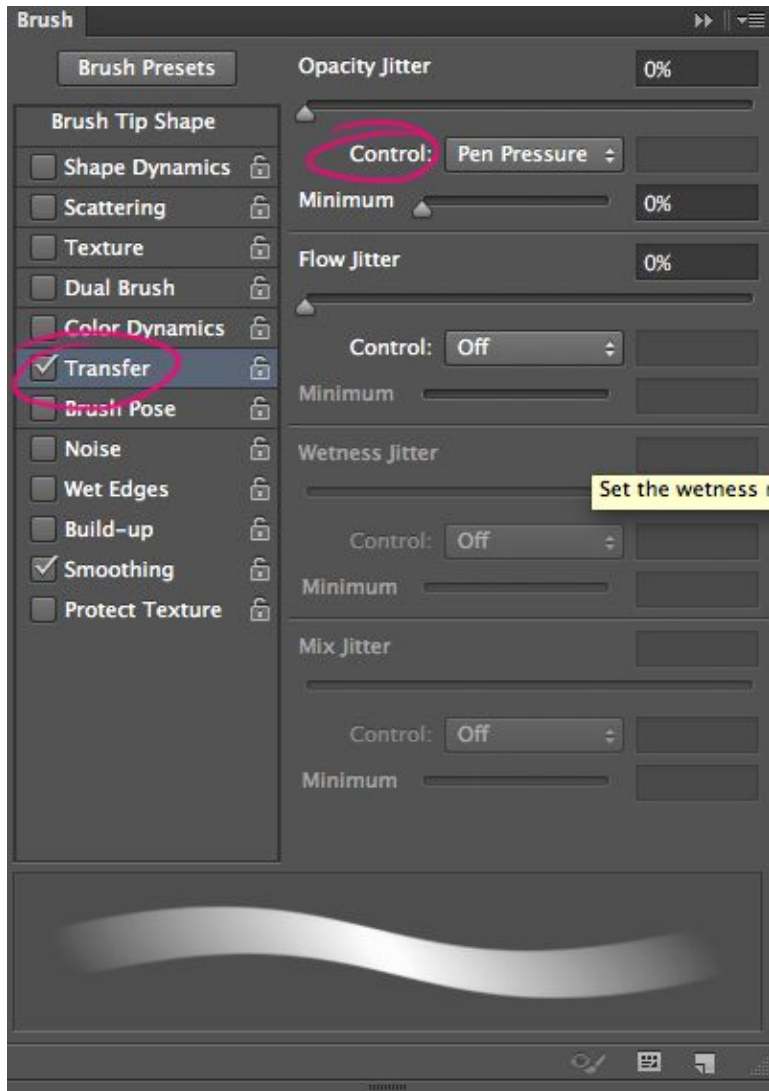 Brush
Brush Presets
Brush Tip Shape
Shape Dynamics
Scattering
Texture
Dual Brush
Color Dynamics
Transfer
Brush Pose
Noise
Wet Edges
Build-up
Smoothing
Protect Texture
Opacity Jitter 0%
Control: Pen Pressure
Minimum 0%
Flow Jitter 0%
Control: Off
Minimum
Wetness Jitter
Set the wetness
Control: Off
Minimum
Mix Jitter
Control: Off
Minimum